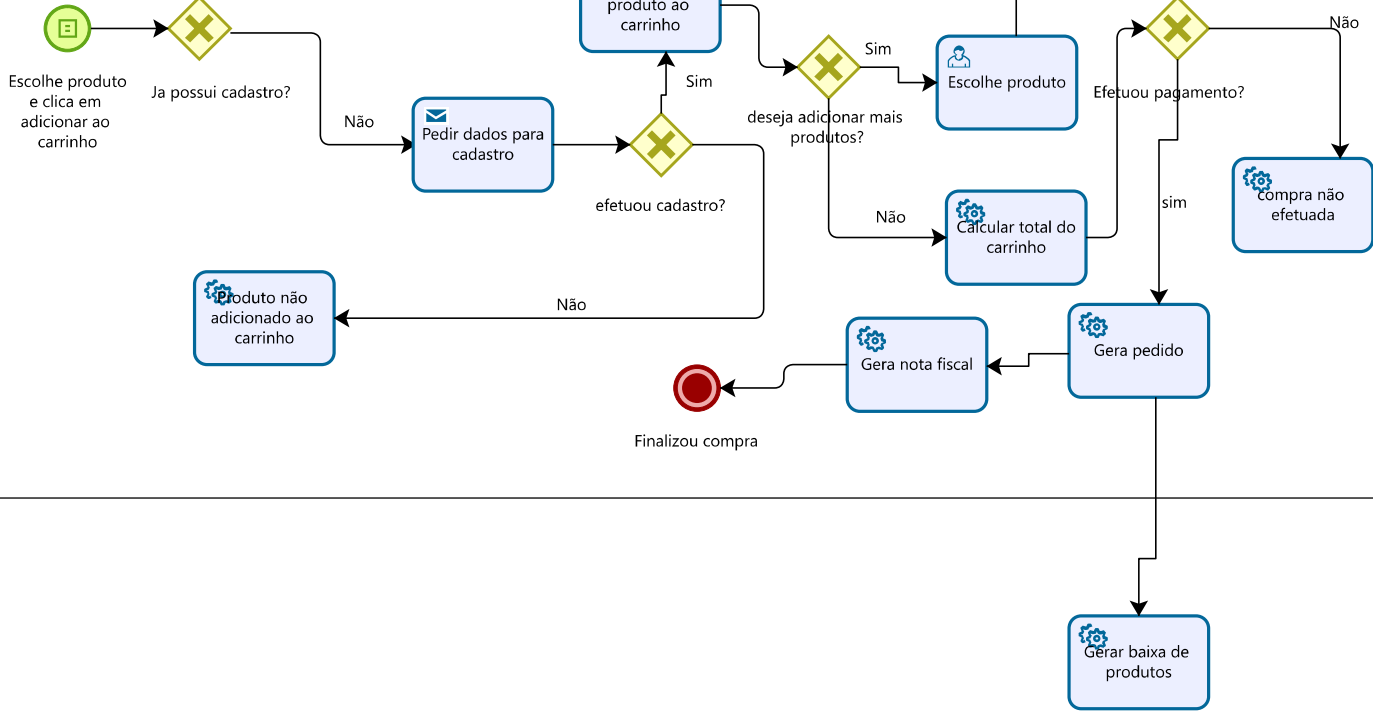 produto ao
carrinho
Não
Sim
Escolhe produto
e clica em
adicionar ao
carrinho
Ja possui cadastro?
Sim
Escolhe produto
Efetuou pagamento?
Não
deseja adicionar mais
produtos?
Pedir dados para
cadastro
efetuou cadastro?
compra não
efetuada
sim
Não
Calcular total do
carrinho
Produto não
adicionado ao
carrinho
Não
Gera nota fiscal
Gera pedido
Finalizou compra
Gerar baixa de
produtos